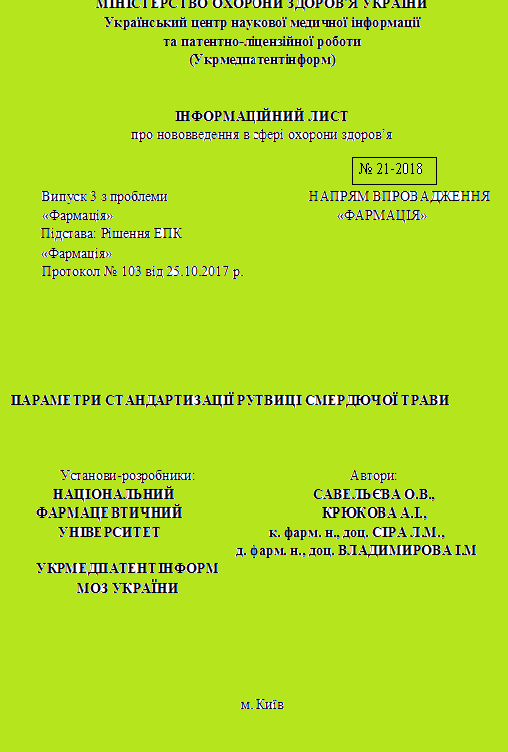 МІНІСТЕРСТВО ОХОРОНИ ЗДОРОВ’Я УКРАЇНИ
Український центр наукової медичної інформації
та патентно-ліцензійної роботи
(Укрмедпатентінформ)
ІНФОРМАЦІЙНИЙ ЛИСТ
про нововведення в сфері охорони здоров’я
№ 21-2018
Випуск 3 з проблеми
«Фармація»
Підстава: Рішення ЕПК
«Фармація»
Протокол № 103 від 25.10.2017 р.
НАПРЯМ ВПРОВАДЖЕННЯ
«ФАРМАЦІЯ»
ПАРАМЕТРИ СТАНДАРТИЗАЦІЇ РУТВИЦІ СМЕРДЮЧОЇ ТРАВИ
Установи-розробники:
НАЦІОНАЛЬНИЙ
ФАРМАЦЕВТИЧНИЙ
УНІВЕРСИТЕТ
УКРМЕДПАТЕНТІНФОРМ
МОЗ УКРАЇНИ
Автори:
САВЕЛЬЄВА О.В.,
КРЮКОВА А.І.,
к. фарм. н., доц. СІРА Л.М.,
д. фарм. н., доц. ВЛАДИМИРОВА І.М
м. Київ